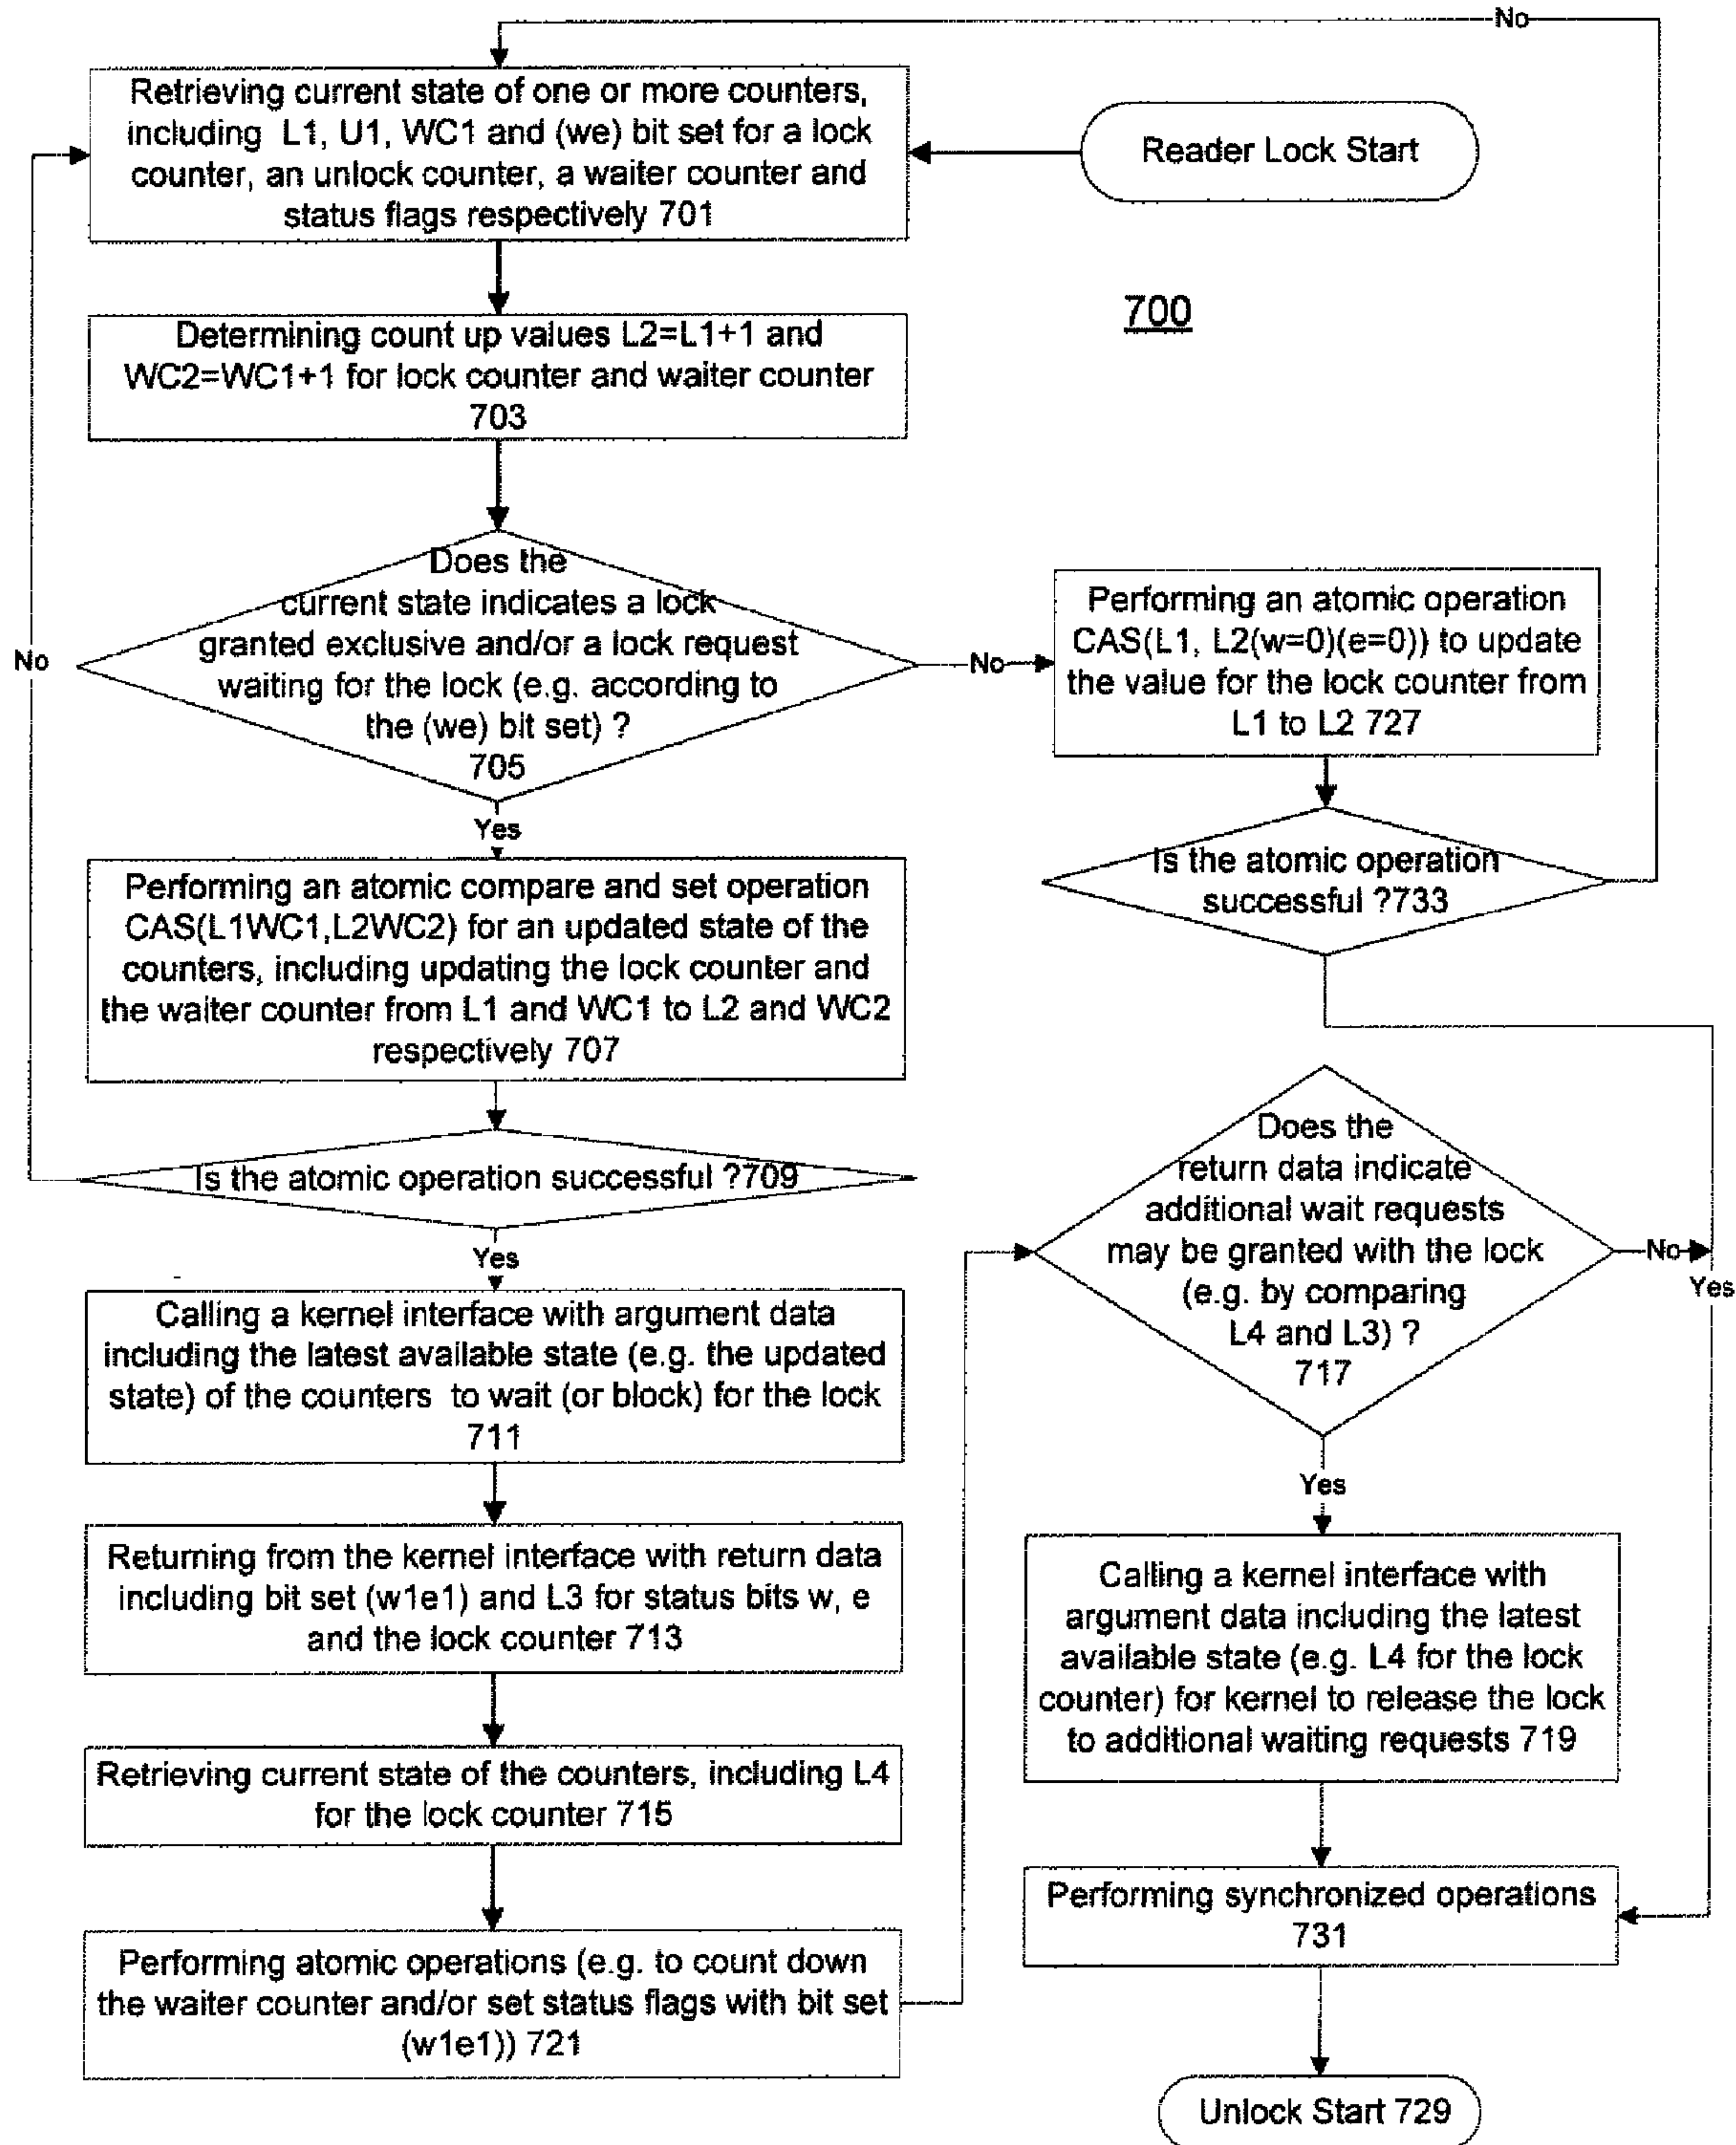 No
Retrieving current state of one or more counters,
including L1, U1, WC1 and (we) bit set for a lock
counter, an unlock counter, a waiter counter and
status flags respectively 701
Reader Lock Start
700
Determining count up values L2=L1+1 and
WC2=WC1+1 for lock counter and waiter counter
703
Does the
current state indicates a lock
granted exclusive and/or a lock request
waiting for the lock (e.g. according to
the (we) bit set) ?
705
No
No
Yes
Performing an atomic operation
CAS(L1, L2(w=0)(e=0)) to update
the value for the lock counter from
L1 to L2 727
Is the atomic operation
successful ?733
Performing an atomic compare and set operation
CAS(L1WC1,L2WC2) for an updated state of the
counters, including updating the lock counter and
the waiter counter from L1 and WC1 to L2 and WC2
respectively 707
Is the atomic operation successful ?709
Yes
Calling a kernel interface with argument data
including the latest available state (e.g. the updated
state) of the counters to wait (or block) for the lock
711
Returning from the kernel interface with return data
including bit set (w1e1) and L3 for status bits w, e
and the lock counter 713
Retrieving current state of the counters, including L4
for the lock counter 715
Performing atomic operations (e.g. to count down
the waiter counter and/or set status flags with bit set
(w1e1)) 721
Does the
return data indicate
additional wait requests
may be granted with the lock
(e.g. by comparing
L4 and L3) ?
717
No
Yes
Yes
Calling a kernel interface with
argument data including the latest
available state (e.g. L4 for the lock
counter) for kernel to release the lock
to additional waiting requests 719
Performing synchronized operations
731
Unlock Start 729